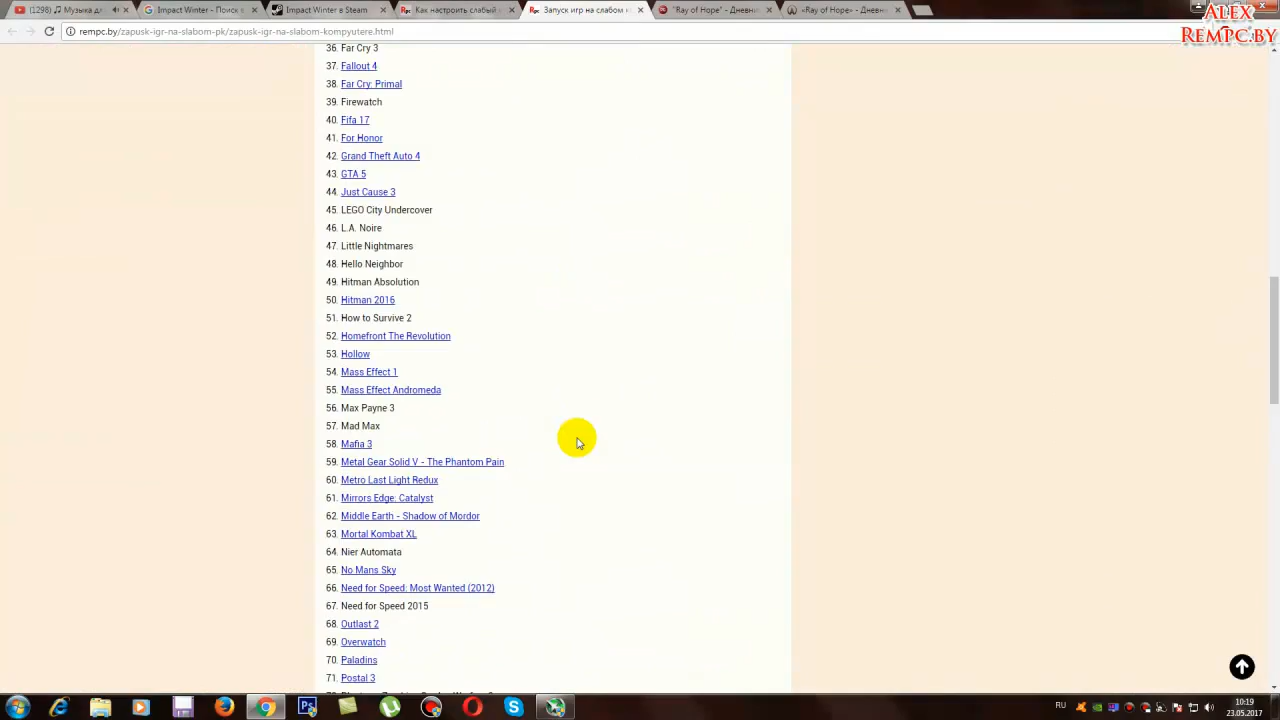 (1298) Д
Impact Winter - Поиск
Impact Winter в Steam
Как настроить слабый
Запуск игр на слабом к
"Ray of Hope" - Дневни
«Ray of Hope» - Дневн
ALEX
REMPC.BY
rempc.by/zapusk-igr-na-slabom-pk/zapusk-igr-na-slabom-kompyutere.html
36. Far Cry 3
37. Fallout 4
38. Far Cry: Primal
39. Firewatch
40. Fifa 17
41. For Honor
42. Grand Theft Auto 4
43. GTA 5
44. Just Cause 3
45. LEGO City Undercover
46. L.A. Noire
47. Little Nightmares
48. Hello Neighbor
49. Hitman Absolution
50. Hitman 2016
51. How to Survive 2
52. Homefront The Revolution
53. Hollow
54. Mass Effect 1
55. Mass Effect Andromeda
56. Max Payne 3
57. Mad Max
58. Mafia 3
59. Metal Gear Solid V - The Phantom Pain
60. Metro Last Light Redux
61. Mirrors Edge: Catalyst
62. Middle Earth - Shadow of Mordor
63. Mortal Kombat XL
64. Nier Automata
65. No Mans Sky
66. Need for Speed: Most Wanted (2012)
67. Need for Speed 2015
68. Outlast 2
69. Overwatch
70. Paladins
71. Postal 3
RU
10:19
23.05.2017